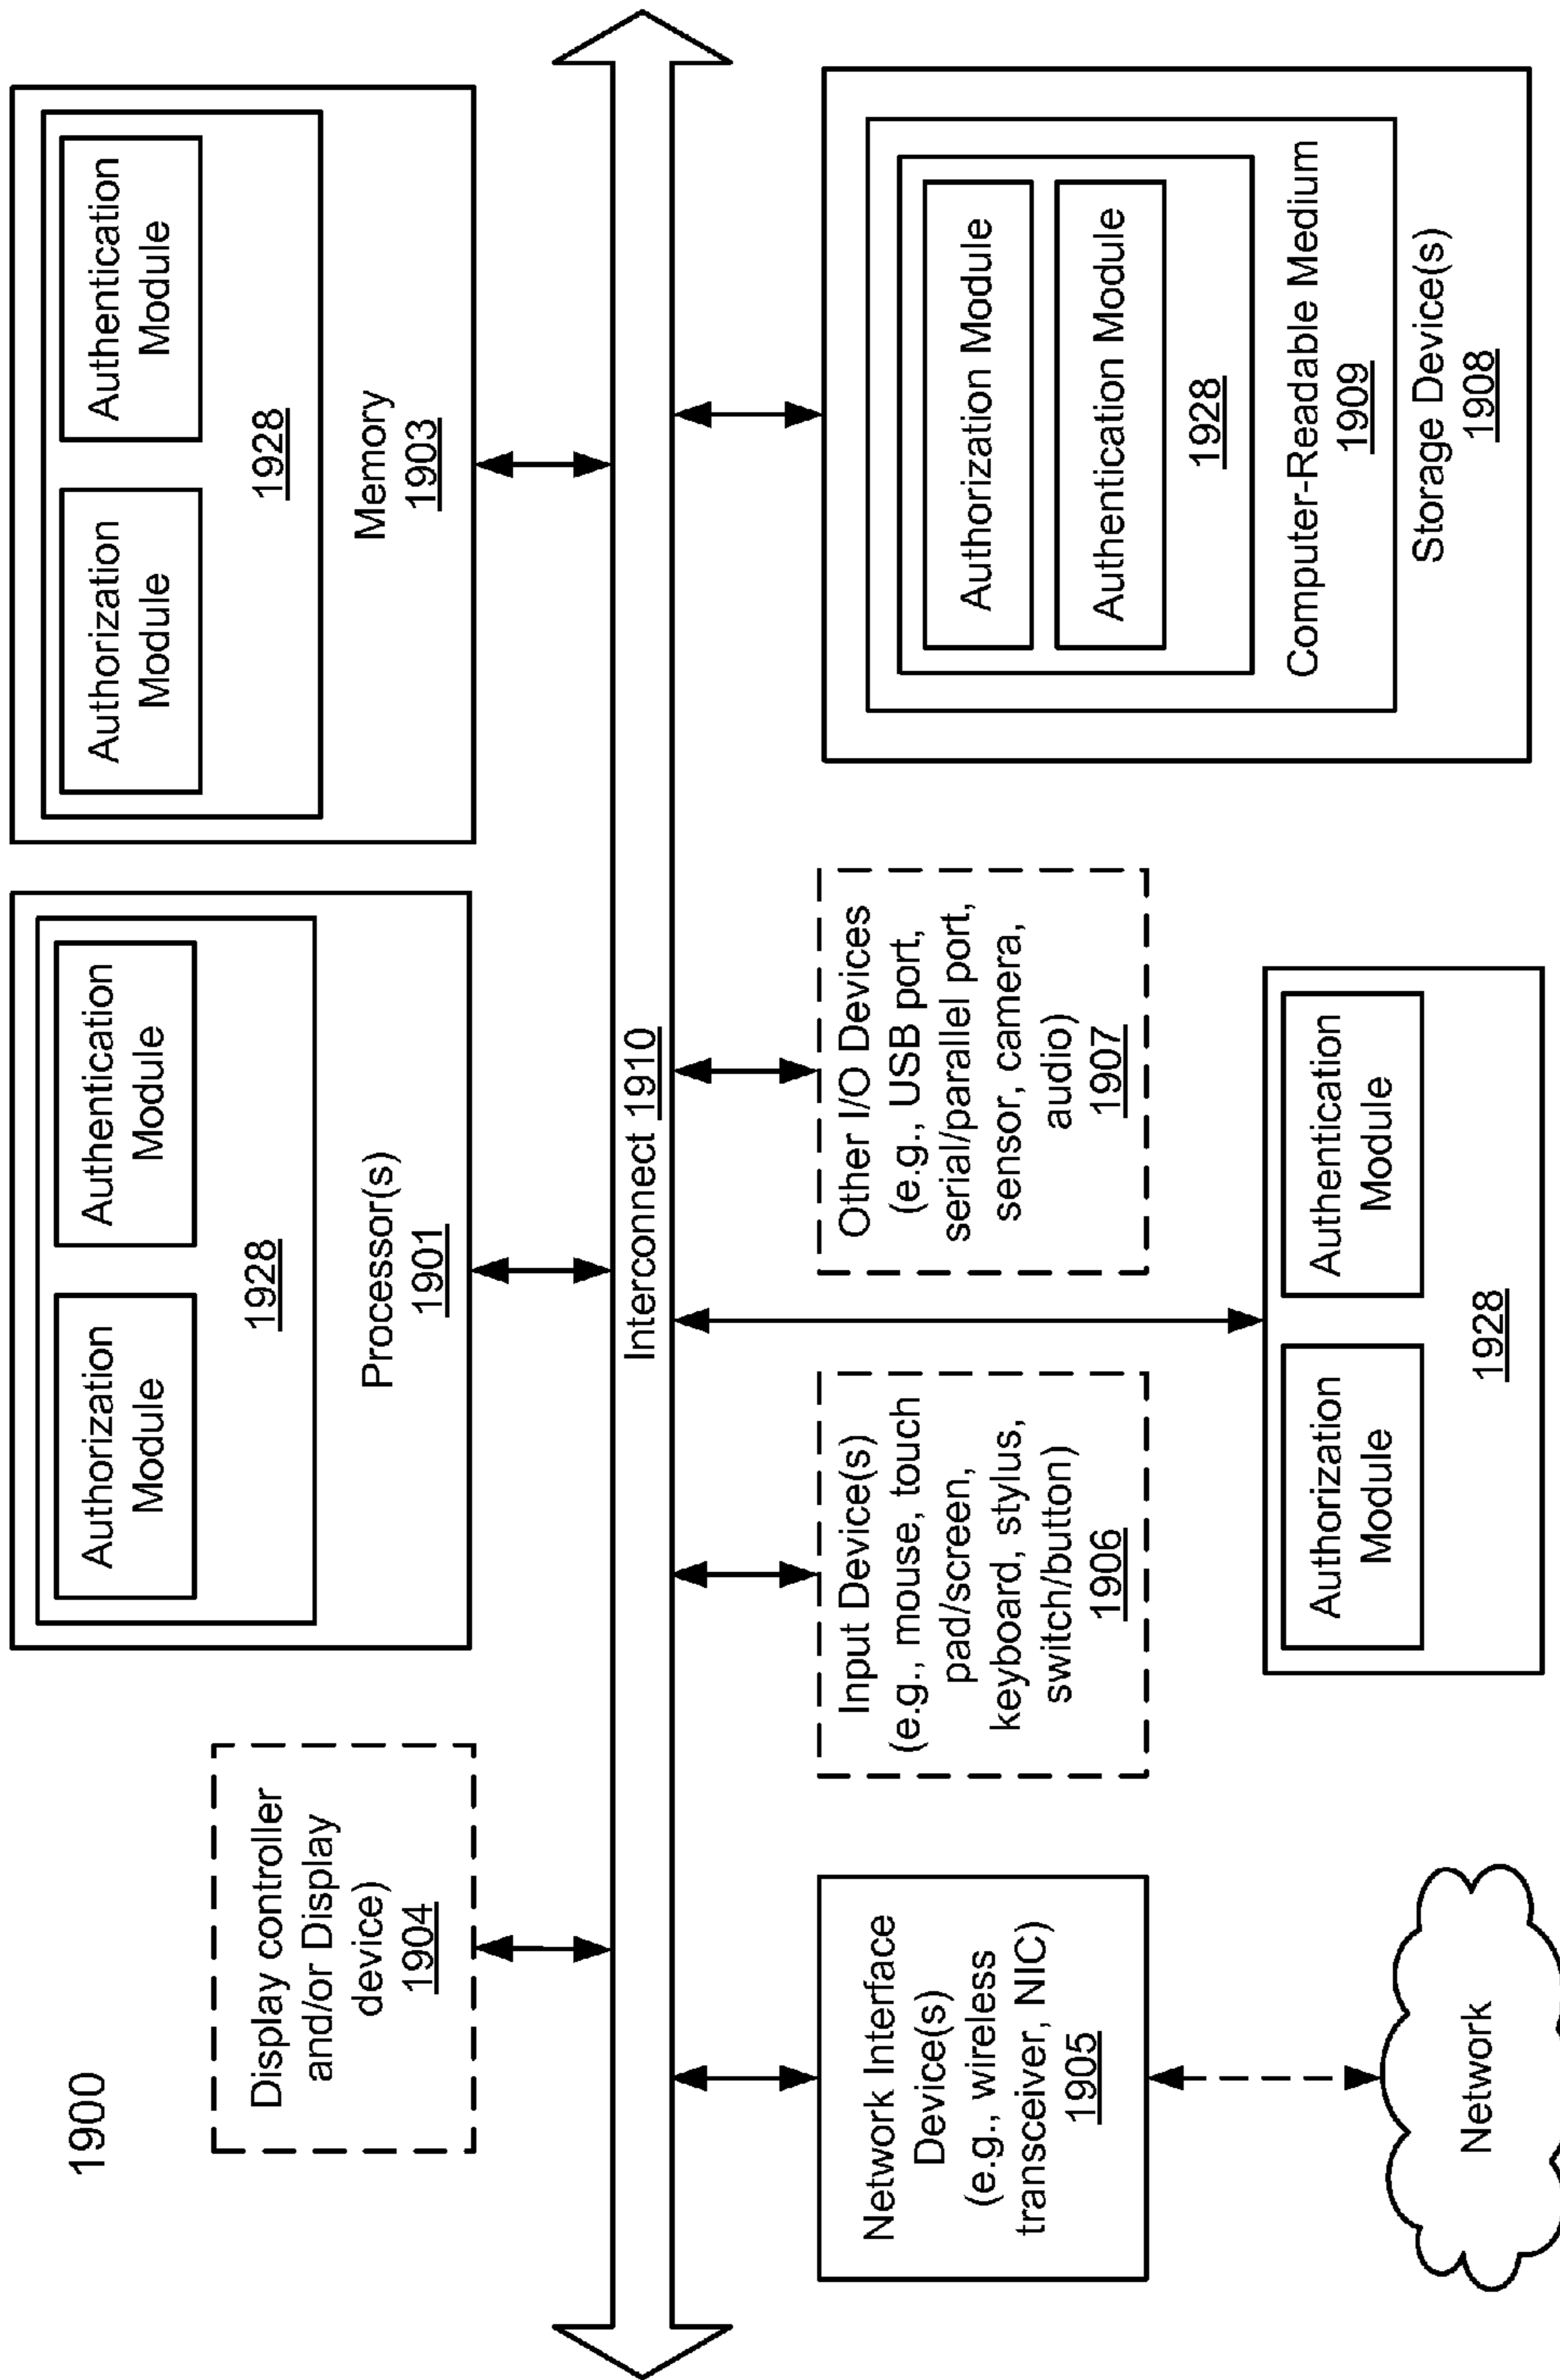 1900
Display controller
and/or Display
device)
1904
Authorization
Module
Authentication
Module
1928
Processor(s)
1901
Authorization
Module
Authentication
Module
1928
Memory
1903
Interconnect 1910
Network Interface
Device(s)
(e.g., wireless
transceiver, NIC)
1905
Network
Input Device(s)
(e.g., mouse, touch
pad/screen,
keyboard, stylus,
switch/button)
1906
Other I/O Devices
(e.g., USB port,
serial/parallel port,
sensor, camera,
audio)
1907
Authorization
Module
Authentication
Module
1928
Authorization Module
Authentication Module
1928
Computer-Readable Medium
1909
Storage Device(s)
1908